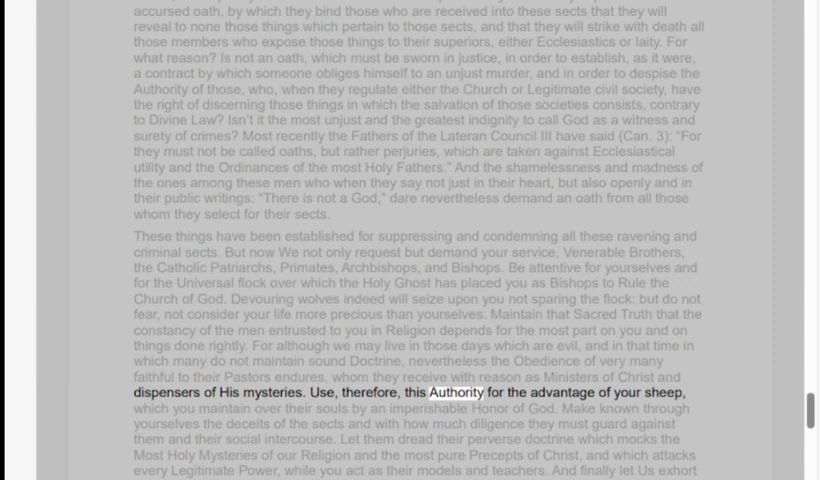 accursed oath, by which they bind those who are received into these sects that they will
reveal to none those things which pertain to those sects, and that they will strike with death all
those members who expose those things to their superiors, either Ecclesiastics or laity. For
what reason? Is not an oath, which must be sworn in justice, in order to establish, as it were,
a contract by which someone obliges himself to an unjust murder, and in order to despise the
Authority of those, who, when they regulate either the Church or Legitimate civil society, have
the right of discerning those things in which the salvation of those societies consists, contrary
to Divine Law? Isn't it the most unjust and the greatest indignity to call God as a witness and
surety of crimes? Most recently the Fathers of the Lateran Council III have said (Can. 3): “For
they must not be called oaths, but rather perjuries, which are taken against Ecclesiastical
utility and the Ordinances of the most Holy Fathers.” And the shamelessness and madness of
the ones among these men who when they say not just in their heart, but also openly and in
their public writings: “There is not a God,” dare nevertheless demand an oath from all those
whom they select for their sects.
These things have been established for suppressing and condemning all these ravening and
criminal sects. But now We not only request but demand your service, Venerable Brothers,
the Catholic Patriarchs, Primates, Archbishops, and Bishops. Be attentive for yourselves and
for the Universal flock over which the Holy Ghost has placed you as Bishops to Rule the
Church of God. Devouring wolves indeed will seize upon you not sparing the flock: but do not
fear, not consider your life more precious than yourselves. Maintain that Sacred Truth that the
constancy of the men entrusted to you in Religion depends for the most part on you and on
things done rightly. For although we may live in those days which are evil, and in that time in
which many do not maintain sound Doctrine, nevertheless the Obedience of very many
faithful to their Pastors endures, whom they receive with reason as Ministers of Christ and
dispensers of His mysteries. Use, therefore, this Authority for the advantage of your sheep,
which you maintain over their souls by an imperishable Honor of God. Make known through
yourselves the deceits of the sects and with how much diligence they must guard against
them and their social intercourse. Let them dread their perverse doctrine which mocks the
Most Holy Mysteries of our Religion and the most pure Precepts of Christ, and which attacks
every Legitimate Power, while you act as their models and teachers. And finally let Us exhort